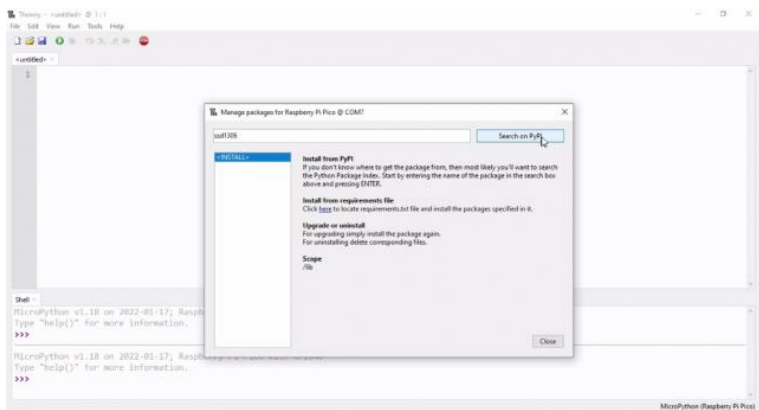 Thonny - <untitled> @ 1:1
File Edit View Run Tools Help
<untitled>
1
Manage packages for Raspberry Pi Pico @ COM7
ssd1306
Search on PyPI
<INSTALL>
Install from PyPI
If you don't know where to get the package from, then most likely you'll want to search
the Python Package Index. Start by entering the name of the package in the search box
above and pressing ENTER.
Install from requirements file
Click here to locate requirements.txt file and install the packages specified in it.
Upgrade or uninstall
For upgrading simply install the package again.
For uninstalling delete corresponding files.
Scope
/lib
Close
Shell
MicroPython v1.18 on 2022-01-17; Raspb
Type "help()" for more information.
>>>
MicroPython v1.18 on 2022-01-17; Raspb
Type "help()" for more information.
>>>
MicroPython (Raspberry Pi Pico)